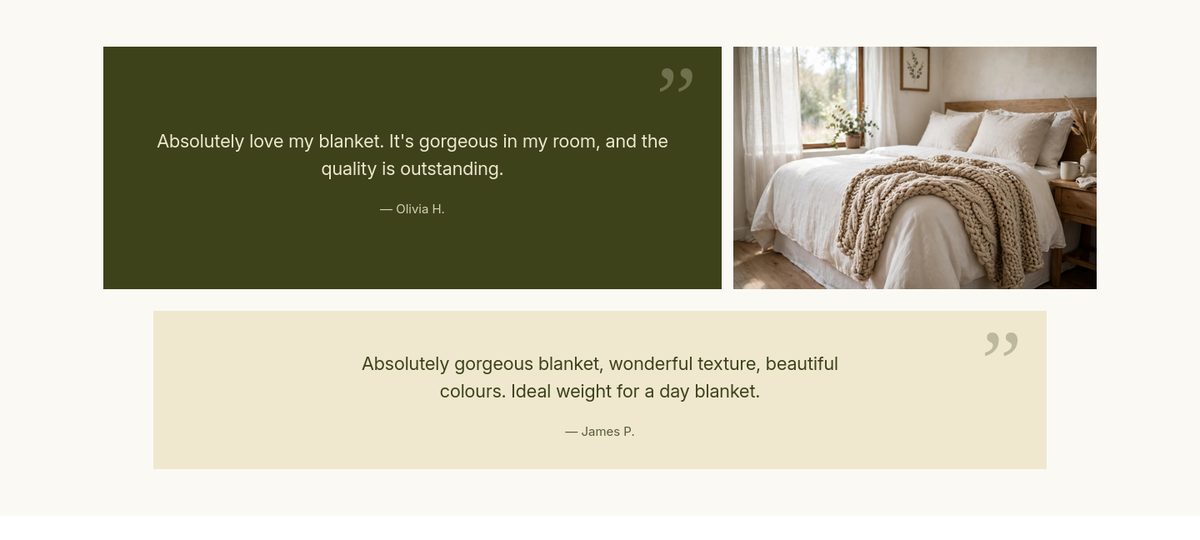 ”
Absolutely love my blanket. It's gorgeous in my room, and the
quality is outstanding.
— Olivia H.
”
Absolutely gorgeous blanket, wonderful texture, beautiful
colours. Ideal weight for a day blanket.
— James P.